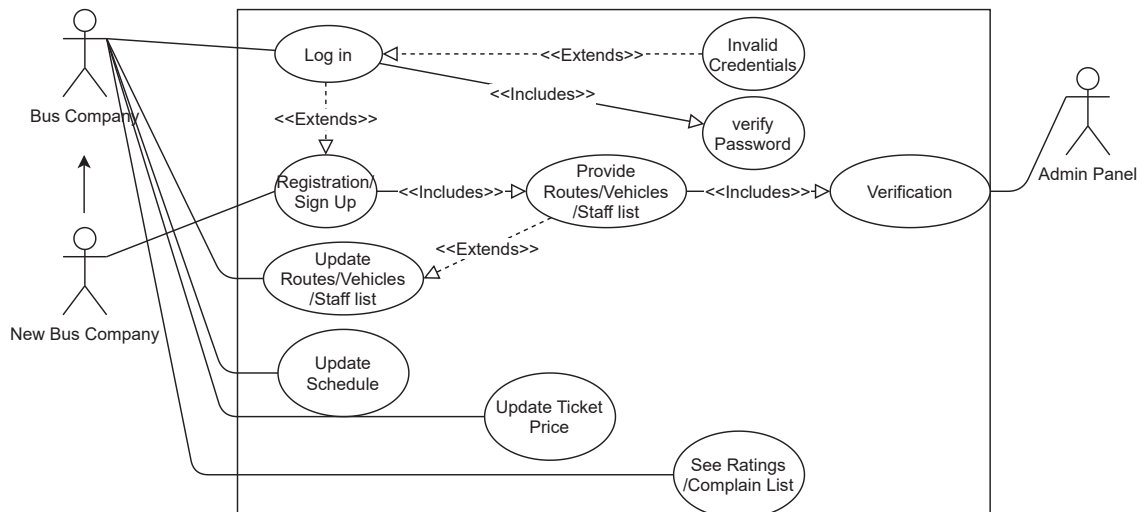 Log in
<<Extends>>
Invalid
Credentials
Bus Company
<<Includes>>
<<Extends>>
verify
Password
Admin Panel
Registration/
Sign Up
<<Includes>>
Provide
Routes/Vehicles
/Staff list
<<Includes>>
Verification
<<Extends>>
Update
Routes/Vehicles
/Staff list
New Bus Company
Update
Schedule
Update Ticket
Price
See Ratings
/Complain List